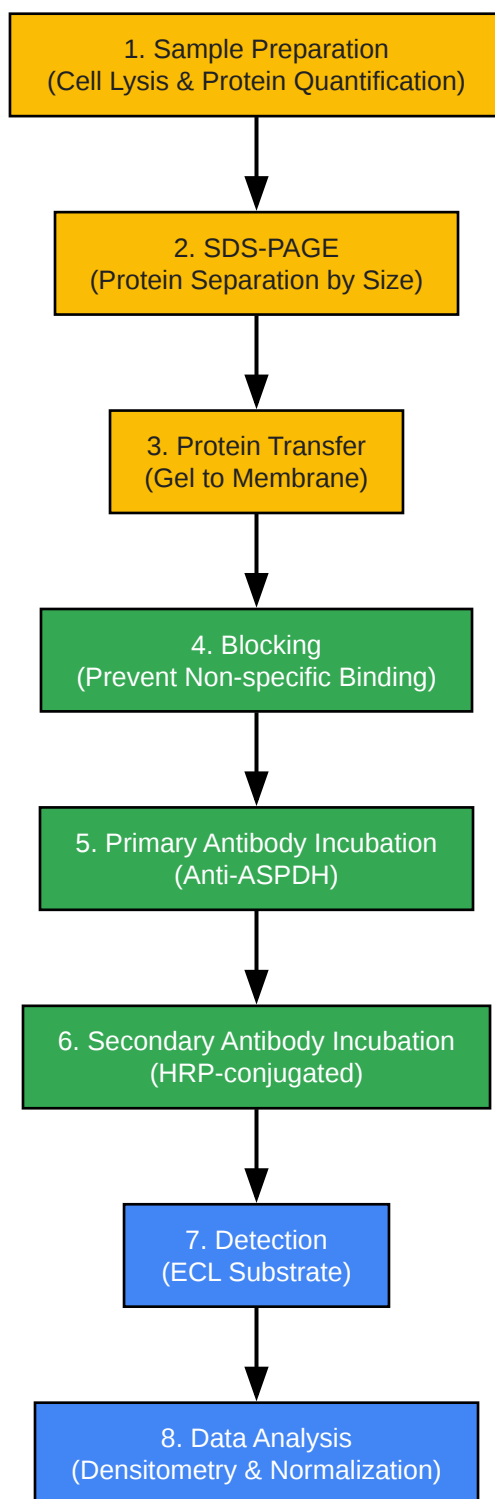 1. Sample Preparation
(Cell Lysis & Protein Quantification)
2. SDS-PAGE
(Protein Separation by Size)
3. Protein Transfer
(Gel to Membrane)
4. Blocking
(Prevent Non-specific Binding)
5. Primary Antibody Incubation
(Anti-ASPDH)
6. Secondary Antibody Incubation
(HRP-conjugated)
7. Detection
(ECL Substrate)
8. Data Analysis
(Densitometry & Normalization)